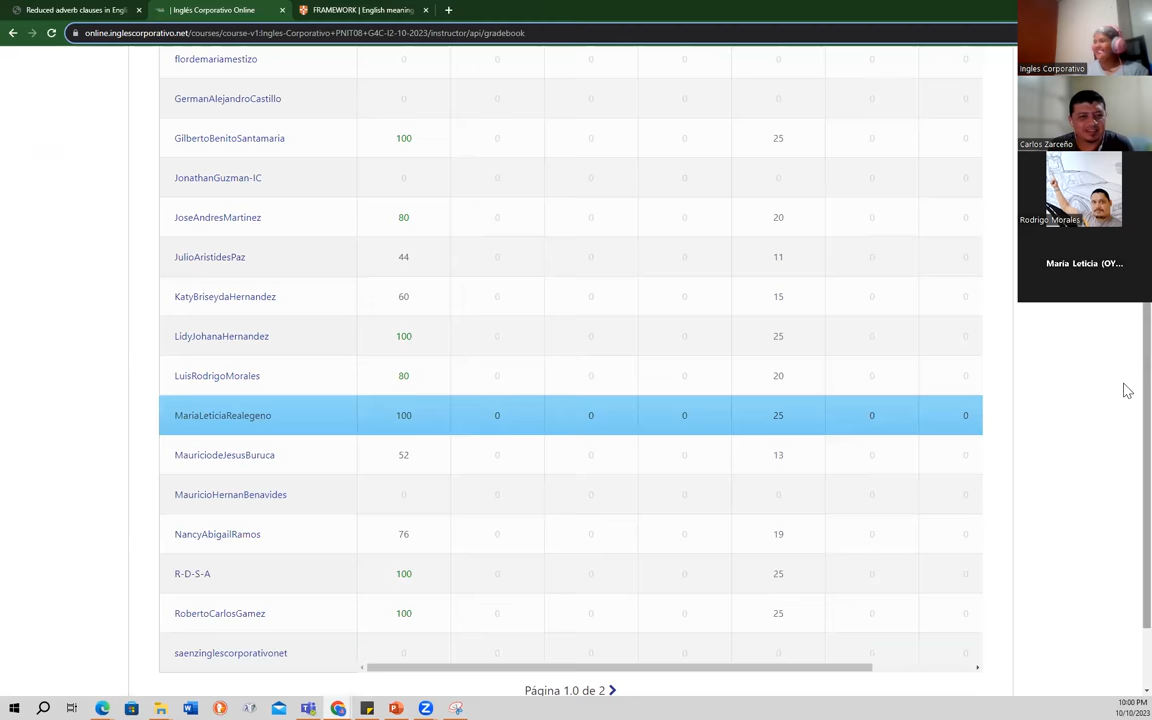 Reduced adverb clauses in Engl
| Inglés Corporativo Online
FRAMEWORK | English meaning
online.inglescorporativo.net/courses/course-v1:Ingles-Corporativo+PNIT08+G4C-I2-10-2023/instructor/api/gradebook
flordemariamestizo 0 0 0 0 0 0 0
GermanAlejandroCastillo 0 0 0 0 0 0 0
GilbertoBenitoSantamaria 100 0 0 0 25 0 0
JonathanGuzman-IC 0 0 0 0 0 0 0
JoseAndresMartinez 80 0 0 0 20 0 0
JulioAristidesPaz 44 0 0 0 11 0 0
KatyBriseydaHernandez 60 0 0 0 15 0 0
LidyJohanaHernandez 100 0 0 0 25 0 0
LuisRodrigoMorales 80 0 0 0 20 0 0
MariaLeticiaRealegeno 100 0 0 0 25 0 0
MauriciodeJesusBuruca 52 0 0 0 13 0 0
MauricioHernanBenavides 0 0 0 0 0 0 0
NancyAbigailRamos 76 0 0 0 19 0 0
R-D-S-A 100 0 0 0 25 0 0
RobertoCarlosGamez 100 0 0 0 25 0 0
saenzinglescorporativonet 0 0 0 0 0 0 0
Página 1.0 de 2
Ingles Corporativo
Carlos Zarceño
Rodrigo Morales
María Leticia (OY...
10:00 PM
10/10/2023